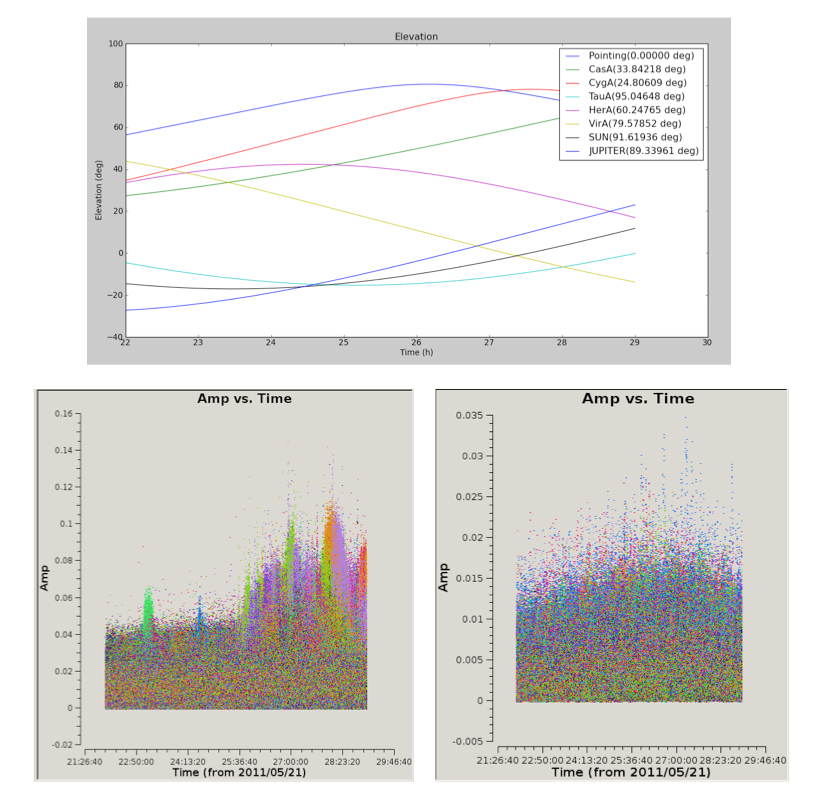 Elevation
100
80
60
40
20
0
−20
−40
Elevation (deg)
22 23 24 25 26 27 28 29 30
Time (h)
Pointing(0.00000 deg)
CasA(33.84218 deg)
CygA(24.80609 deg)
TauA(95.04648 deg)
HerA(60.24765 deg)
VirA(79.57852 deg)
SUN(91.61936 deg)
JUPITER(89.33961 deg)
Amp vs. Time
0.16
0.14
0.12
0.1
0.08
0.06
0.04
0.02
0
-0.02
Amp
21:26:40 22:50:00 24:13:20 25:36:40 27:00:00 28:23:20 29:46:40
Time (from 2011/05/21)
Amp vs. Time
0.035
0.03
0.025
0.02
0.015
0.01
0.005
0
-0.005
Amp
21:26:40 22:50:00 24:13:20 25:36:40 27:00:00 28:23:20 29:46:40
Time (from 2011/05/21)